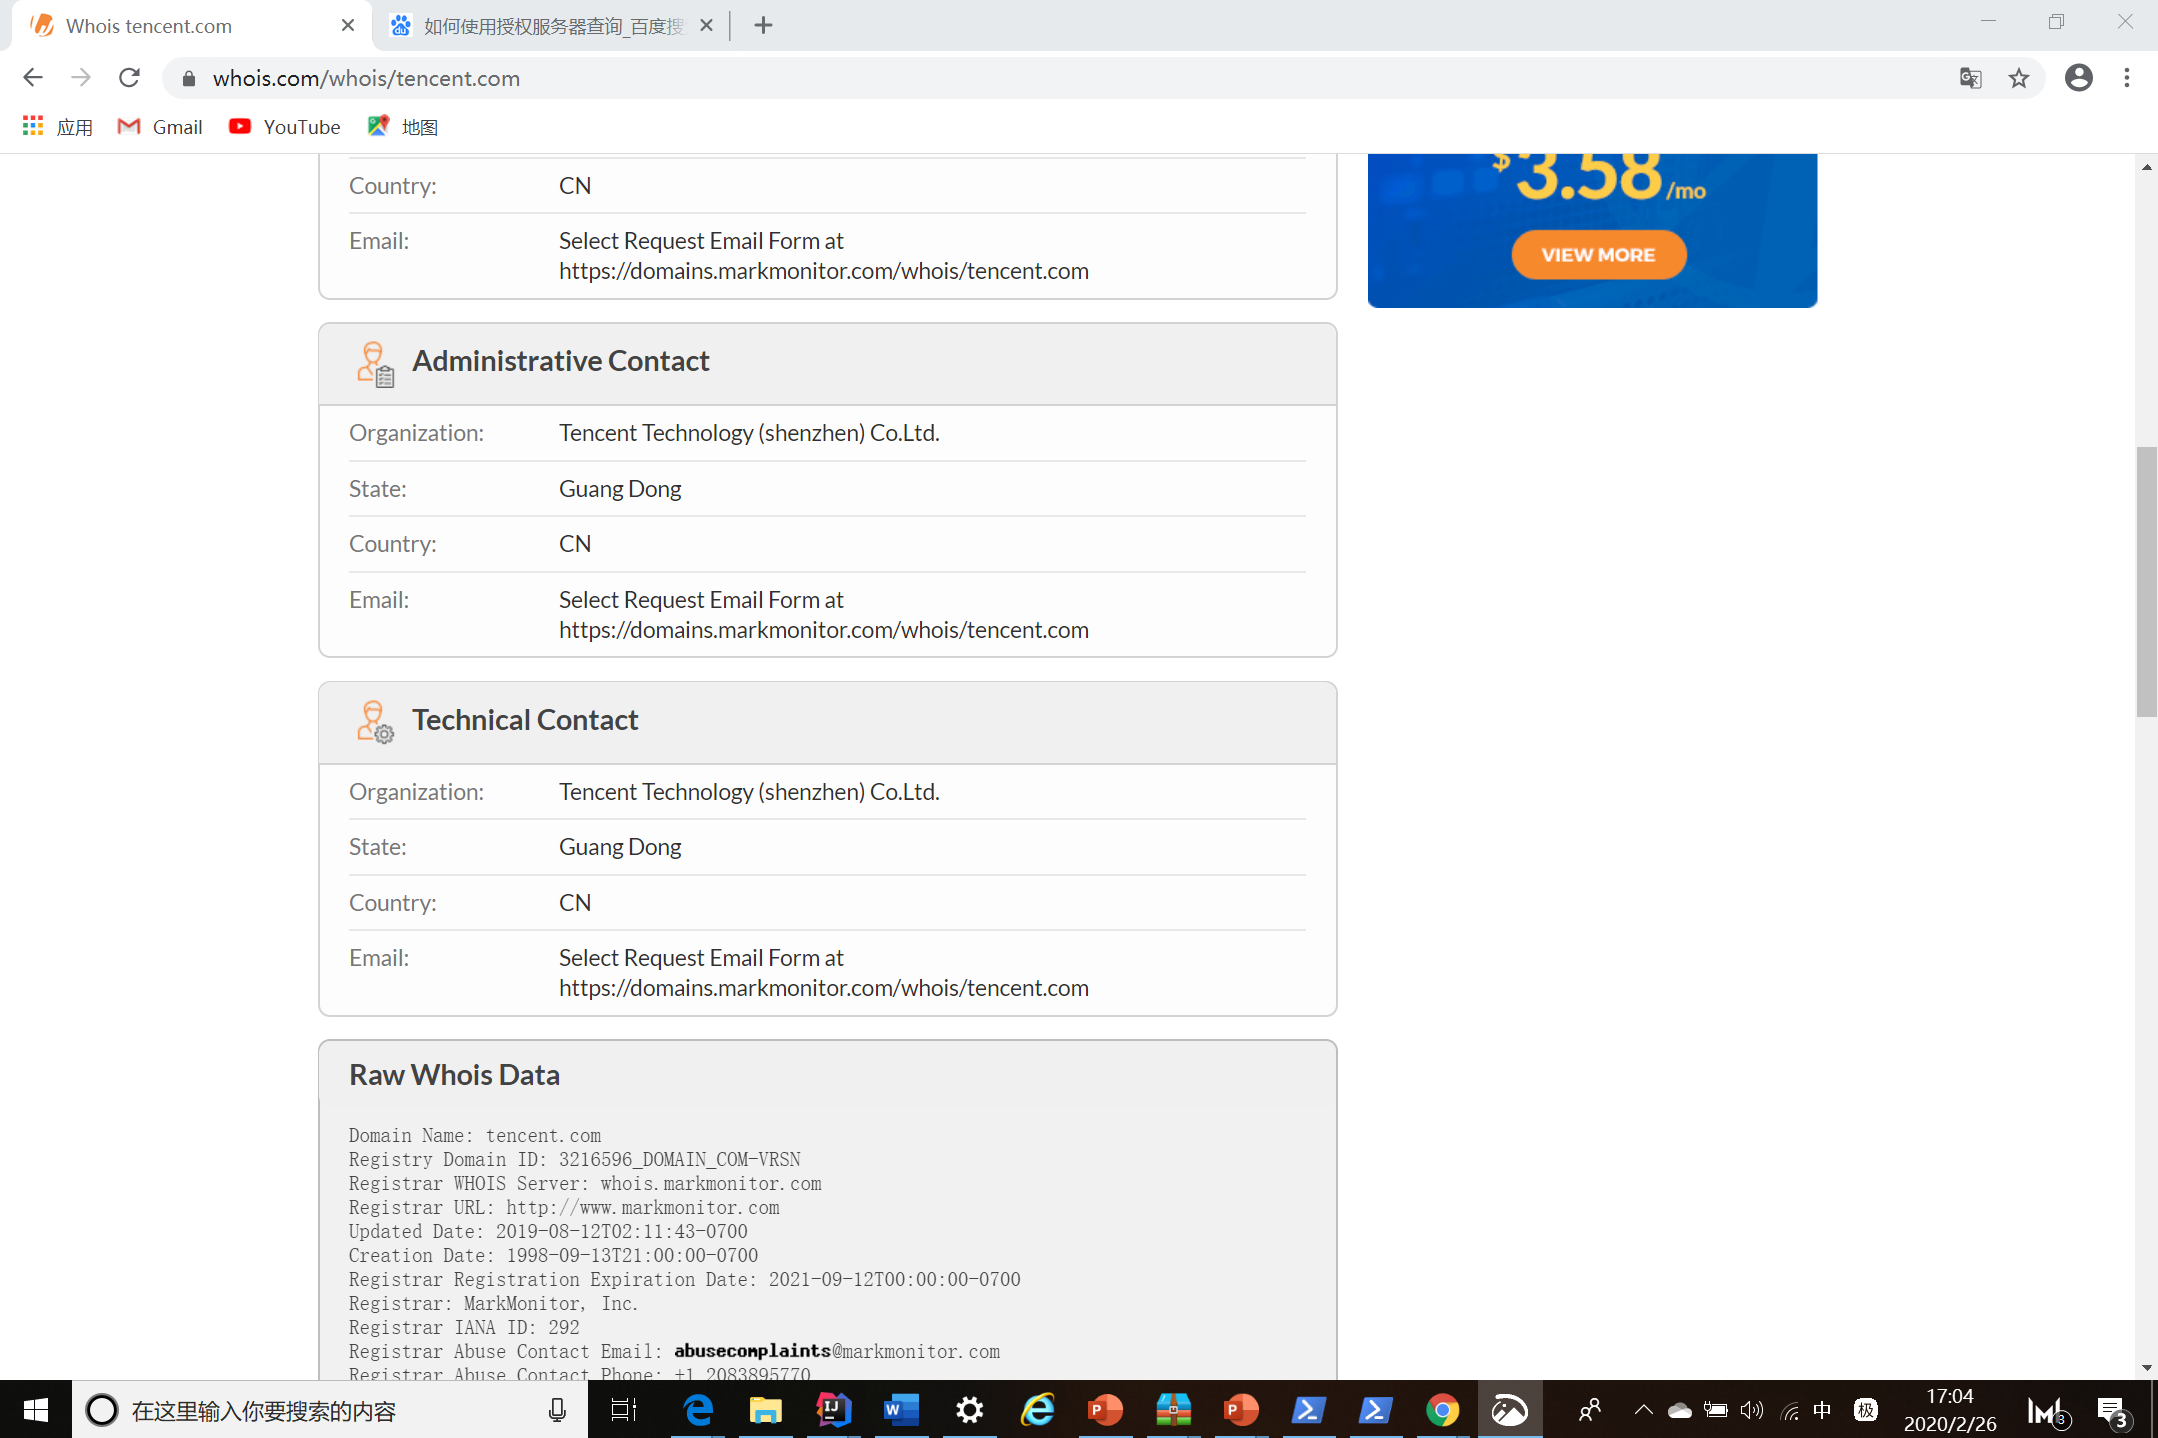 Whois tencent.com
如何使用授权服务器查询_百度搜
whois.com/whois/tencent.com
应用
Gmail
YouTube
地图
Country: CN
Email: Select Request Email Form at
https://domains.markmonitor.com/whois/tencent.com
$3.58/mo
VIEW MORE
Administrative Contact
Organization: Tencent Technology (shenzhen) Co.Ltd.
State: Guang Dong
Country: CN
Email: Select Request Email Form at
https://domains.markmonitor.com/whois/tencent.com
Technical Contact
Organization: Tencent Technology (shenzhen) Co.Ltd.
State: Guang Dong
Country: CN
Email: Select Request Email Form at
https://domains.markmonitor.com/whois/tencent.com
Raw Whois Data
Domain Name: tencent.com
Registry Domain ID: 3216596_DOMAIN_COM-VRSN
Registrar WHOIS Server: whois.markmonitor.com
Registrar URL: http://www.markmonitor.com
Updated Date: 2019-08-12T02:11:43-0700
Creation Date: 1998-09-13T21:00:00-0700
Registrar Registration Expiration Date: 2021-09-12T00:00:00-0700
Registrar: MarkMonitor, Inc.
Registrar IANA ID: 292
Registrar Abuse Contact Email: abusecomplaints@markmonitor.com
Registrar Abuse Contact Phone: +1.2083895770
在这里输入你要搜索的内容
中
极
17:04
2020/2/26
3
3